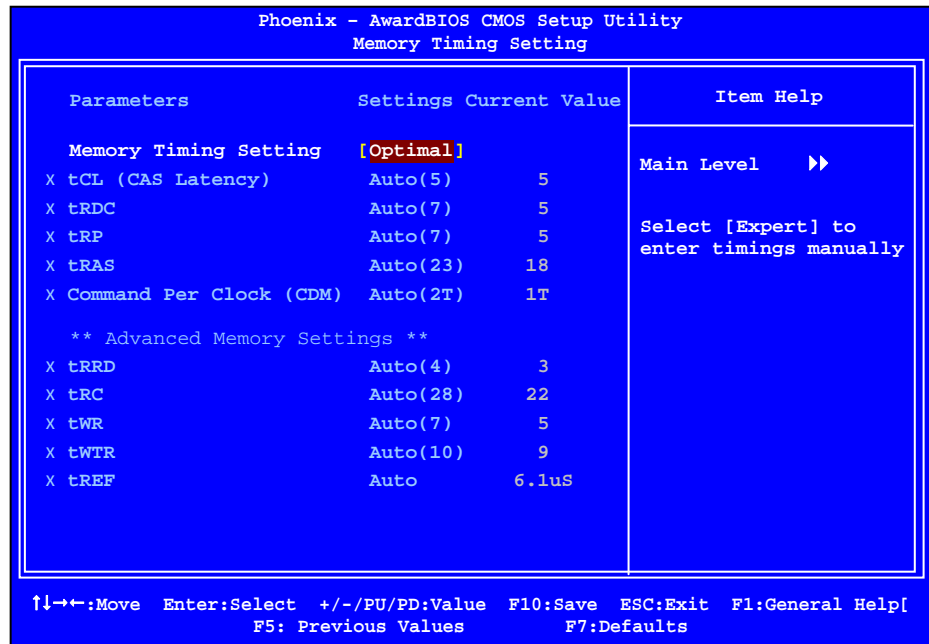 Phoenix – AwardBIOS CMOS Setup Utility
Memory Timing Setting
Parameters Settings Current Value Item Help
Memory Timing Setting [Optimal]
Main Level ▶▶
X tCL (CAS Latency) Auto(5) 5
X tRDC Auto(7) 5
Select [Expert] to
enter timings manually
X tRP Auto(7) 5
X tRAS Auto(23) 18
X Command Per Clock (CDM) Auto(2T) 1T
** Advanced Memory Settings **
X tRRD Auto(4) 3
X tRC Auto(28) 22
X tWR Auto(7) 5
X tWTR Auto(10) 9
X tREF Auto 6.1uS
↑↓→←:Move Enter:Select +/-/PU/PD:Value F10:Save ESC:Exit F1:General Help[
F5: Previous Values F7:Defaults